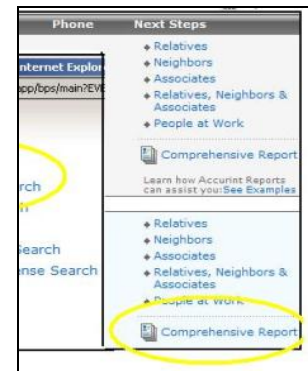 Phone
Next Steps
Relatives
Neighbors
Associates
Relatives, Neighbors &
Associates
People at Work
Comprehensive Report
Learn how Accurint Reports
can assist you:See Examples
nternet Explor
app/bps/main?EVE
rch
Search
nse Search
Relatives
Neighbors
Associates
Relatives, Neighbors &
Associates
People at Work
Comprehensive Report